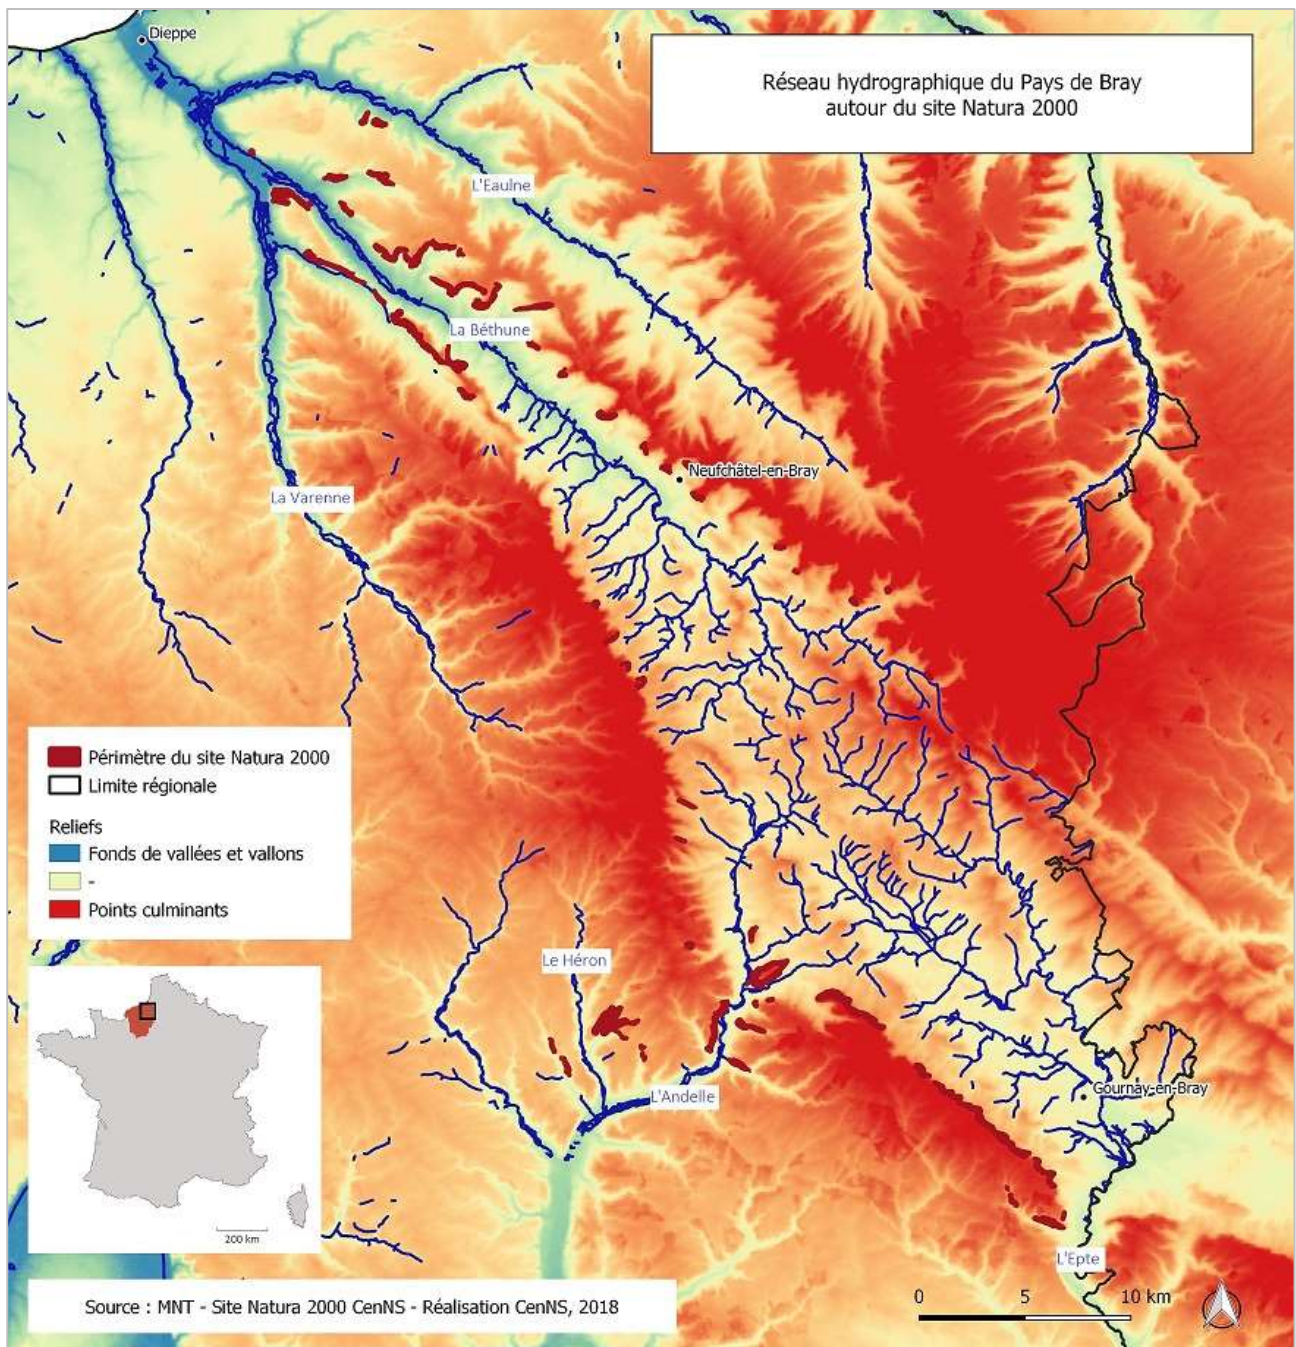 Dieppe
Réseau hydrographique du Pays de Bray
autour du site Natura 2000
L'Eaulne
La Béthune
Neufchâtel-en-Bray
La Varenne
Périmètre du site Natura 2000
Limite régionale
Reliefs
Fonds de vallées et vallons
-
Points culminants
Le Héron
L'Andelle
Gournay-en-Bray
200 km
L'Epte
Source : MNT - Site Natura 2000 CenNS - Réalisation CenNS, 2018
0 5 10 km